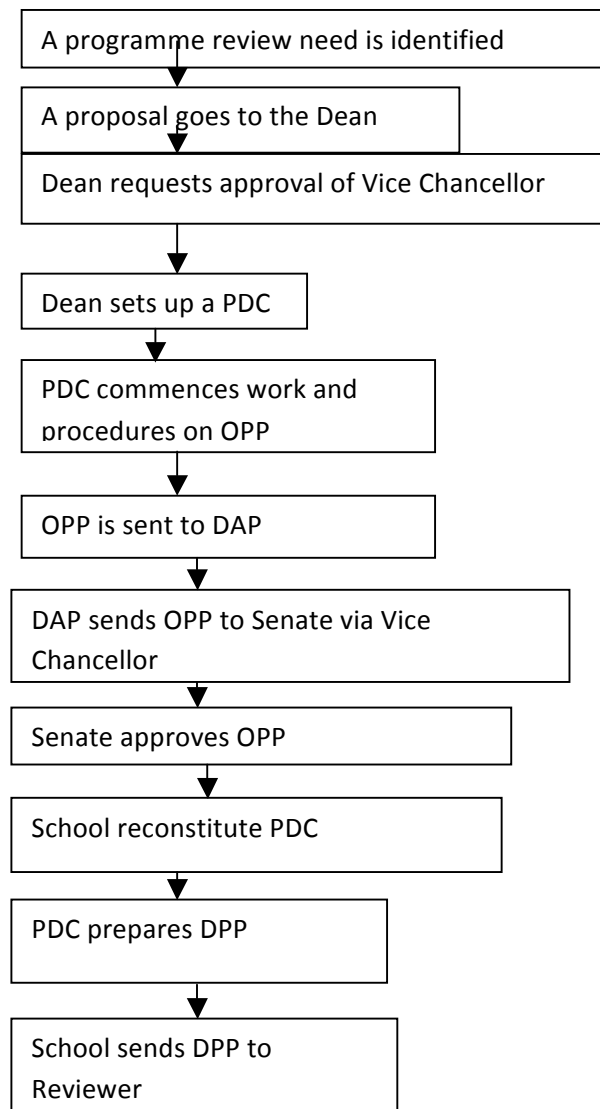 A programme review need is identified
A proposal goes to the Dean
Dean requests approval of Vice Chancellor
Dean sets up a PDC
PDC commences work and
procedures on OPP
OPP is sent to DAP
DAP sends OPP to Senate via Vice
Chancellor
Senate approves OPP
School reconstitute PDC
PDC prepares DPP
School sends DPP to
Reviewer